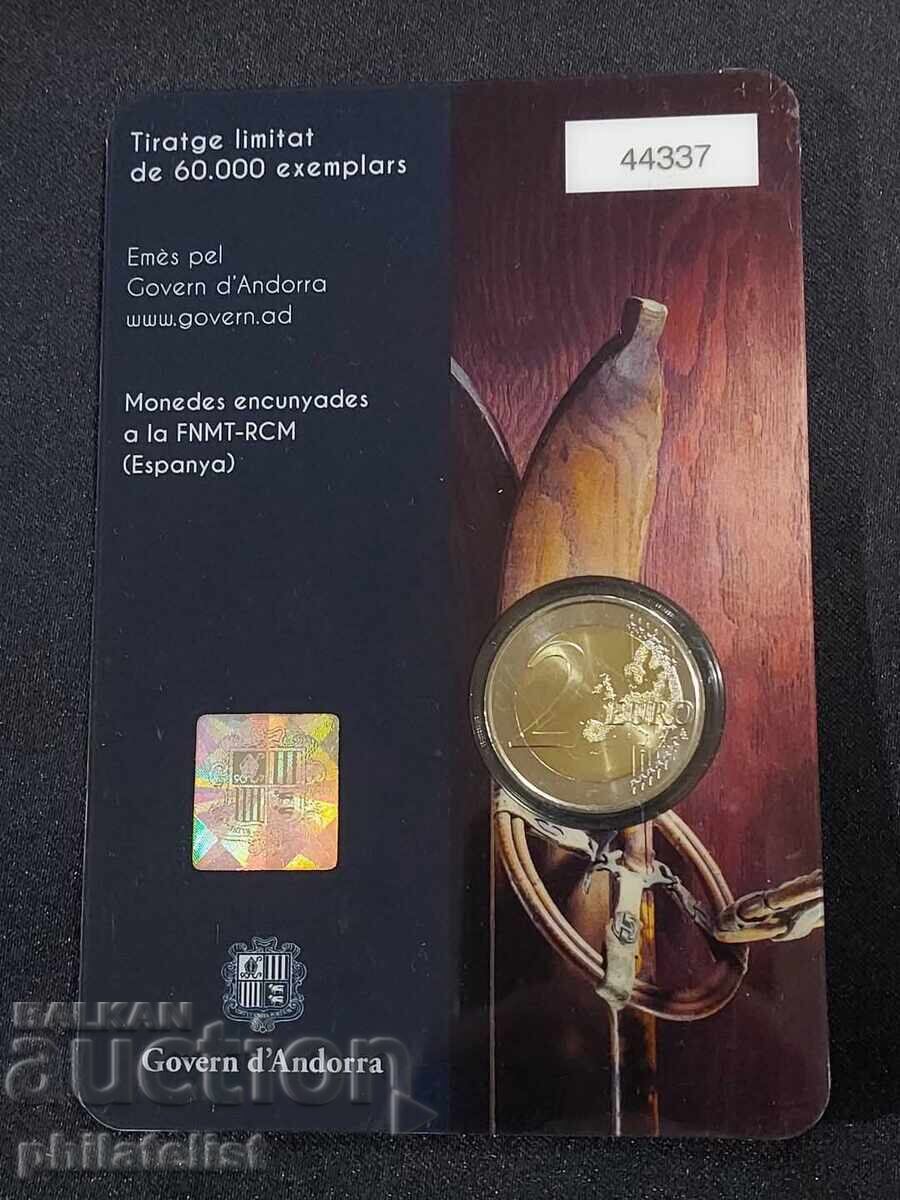 Tiratge limitat
de 60.000 exemplars
44337
Emès pel
Govern d'Andorra
www.govern.ad
Monedes encunyades
a la FNMT-RCM
(Espanya)
2 EURO
Govern d'Andorra
BALKAN
auction
philatelist